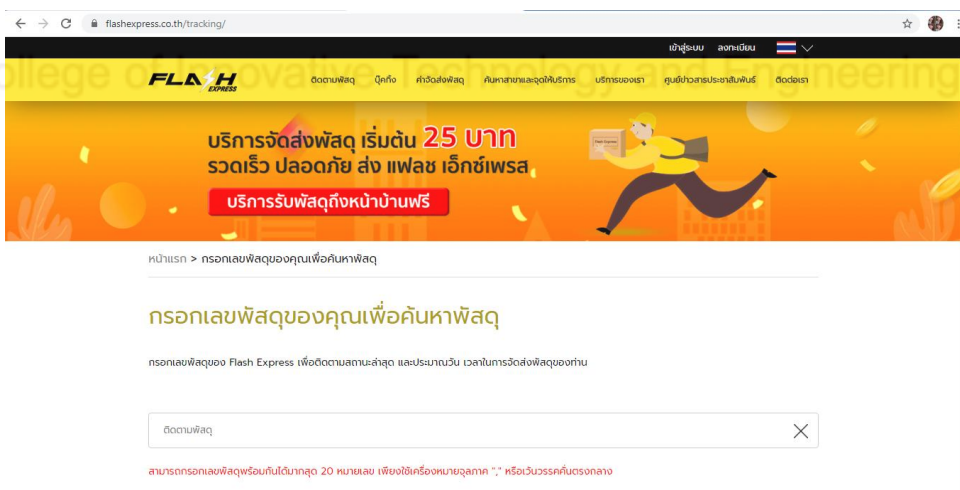 flashexpress.co.th/tracking/
เข้าสู่ระบบ ลงทะเบียน
ollege of Innovative Technology and Engineering
FLASH EXPRESS
ติดตามพัสดุ บุ๊คกิ้ง ค่าจัดส่งพัสดุ ค้นหาสาขาและจุดให้บริการ บริการของเรา ศูนย์ข่าวสารประชาสัมพันธ์ ติดต่อเรา
บริการจัดส่งพัสดุ เริ่มต้น 25 บาท
รวดเร็ว ปลอดภัย ส่ง แฟลช เอ็กซ์เพรส
บริการรับพัสดุถึงหน้าบ้านฟรี
Flash Express
หน้าแรก > กรอกเลขพัสดุของคุณเพื่อค้นหาพัสดุ
กรอกเลขพัสดุของคุณเพื่อค้นหาพัสดุ
กรอกเลขพัสดุของ Flash Express เพื่อติดตามสถานะล่าสุด และประมาณวัน เวลาในการจัดส่งพัสดุของท่าน
ติดตามพัสดุ
สามารถกรอกเลขพัสดุพร้อมกันได้มากสุด 20 หมายเลข เพียงใช้เครื่องหมายจุลภาค "," หรือเว้นวรรคคั่นตรงกลาง